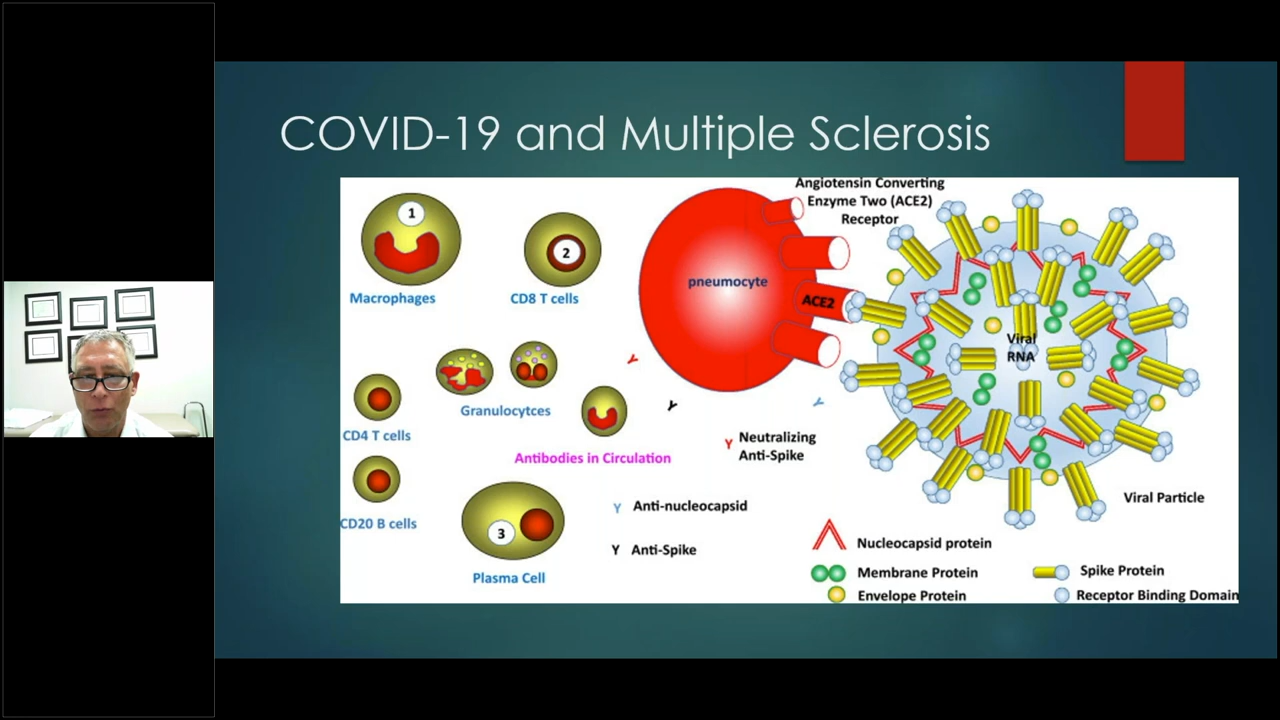 COVID-19 and Multiple Sclerosis
Angiotensin Converting
Enzyme Two (ACE2)
Receptor
1
2
Macrophages
CD8 T cells
pneumocyte
ACE2
Viral
RNA
Granulocytces
CD4 T cells
Antibodies in Circulation
Y Neutralizing
Anti-Spike
CD20 B cells
3
Plasma Cell
Y Anti-nucleocapsid
Y Anti-Spike
Viral Particle
Nucleocapsid protein
Membrane Protein
Spike Protein
Envelope Protein
Receptor Binding Domain